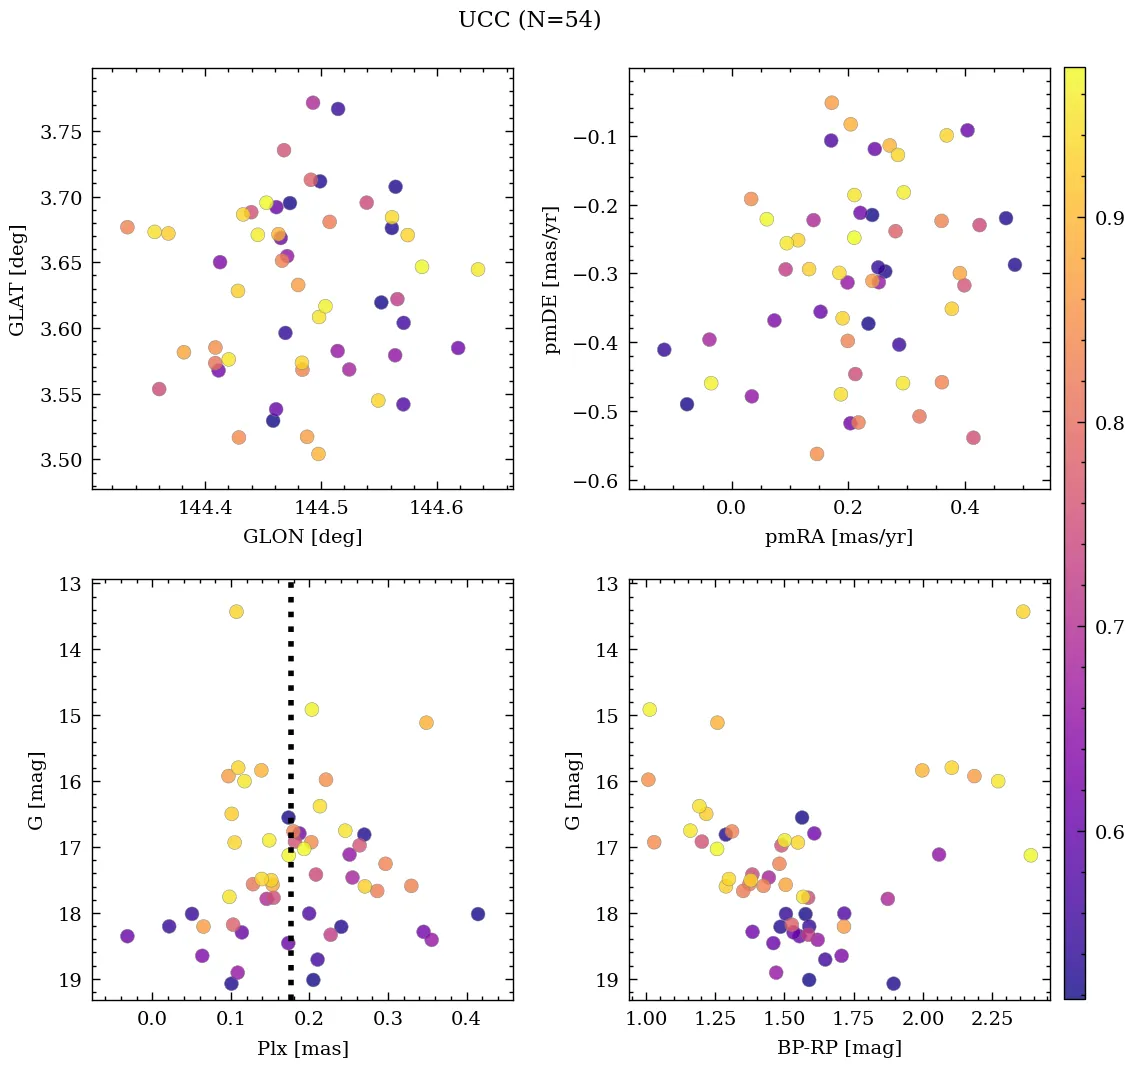 UCC (N=54)
3.75
3.70
3.65
3.60
3.55
3.50
GLAT [deg]
144.4 144.5 144.6
GLON [deg]
−0.1
−0.2
−0.3
−0.4
−0.5
−0.6
pmDE [mas/yr]
0.0 0.2 0.4
pmRA [mas/yr]
13
14
15
16
17
18
19
G [mag]
0.0 0.1 0.2 0.3 0.4
Plx [mas]
13
14
15
16
17
18
19
G [mag]
1.00 1.25 1.50 1.75 2.00 2.25
BP-RP [mag]
0.9
0.8
0.7
0.6